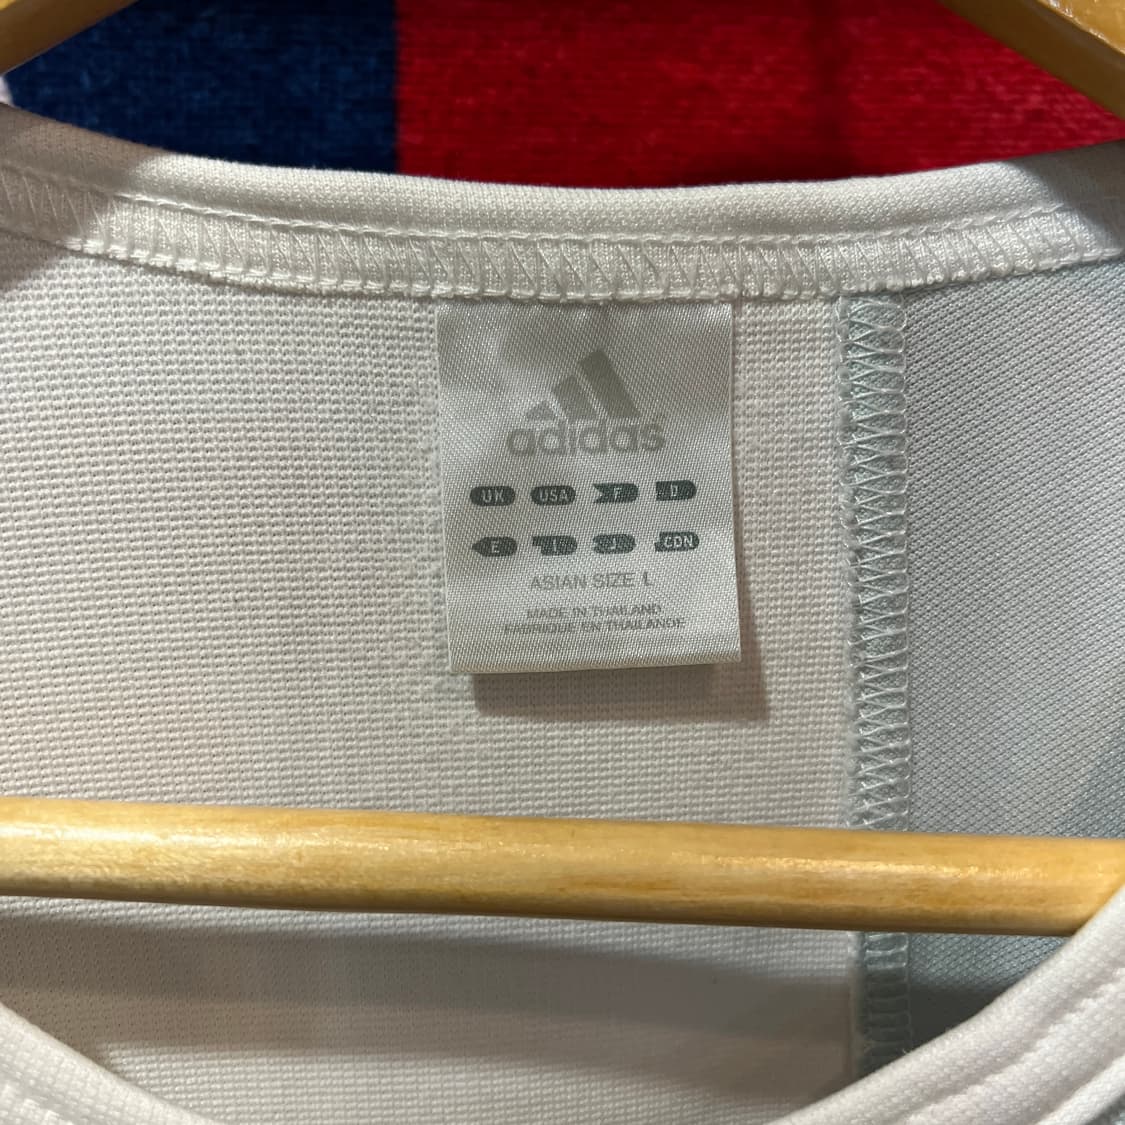 adidas
UK USA F D
E I J CDN
ASIAN SIZE L
MADE IN THAILAND
FABRIQUE EN THAILANDE